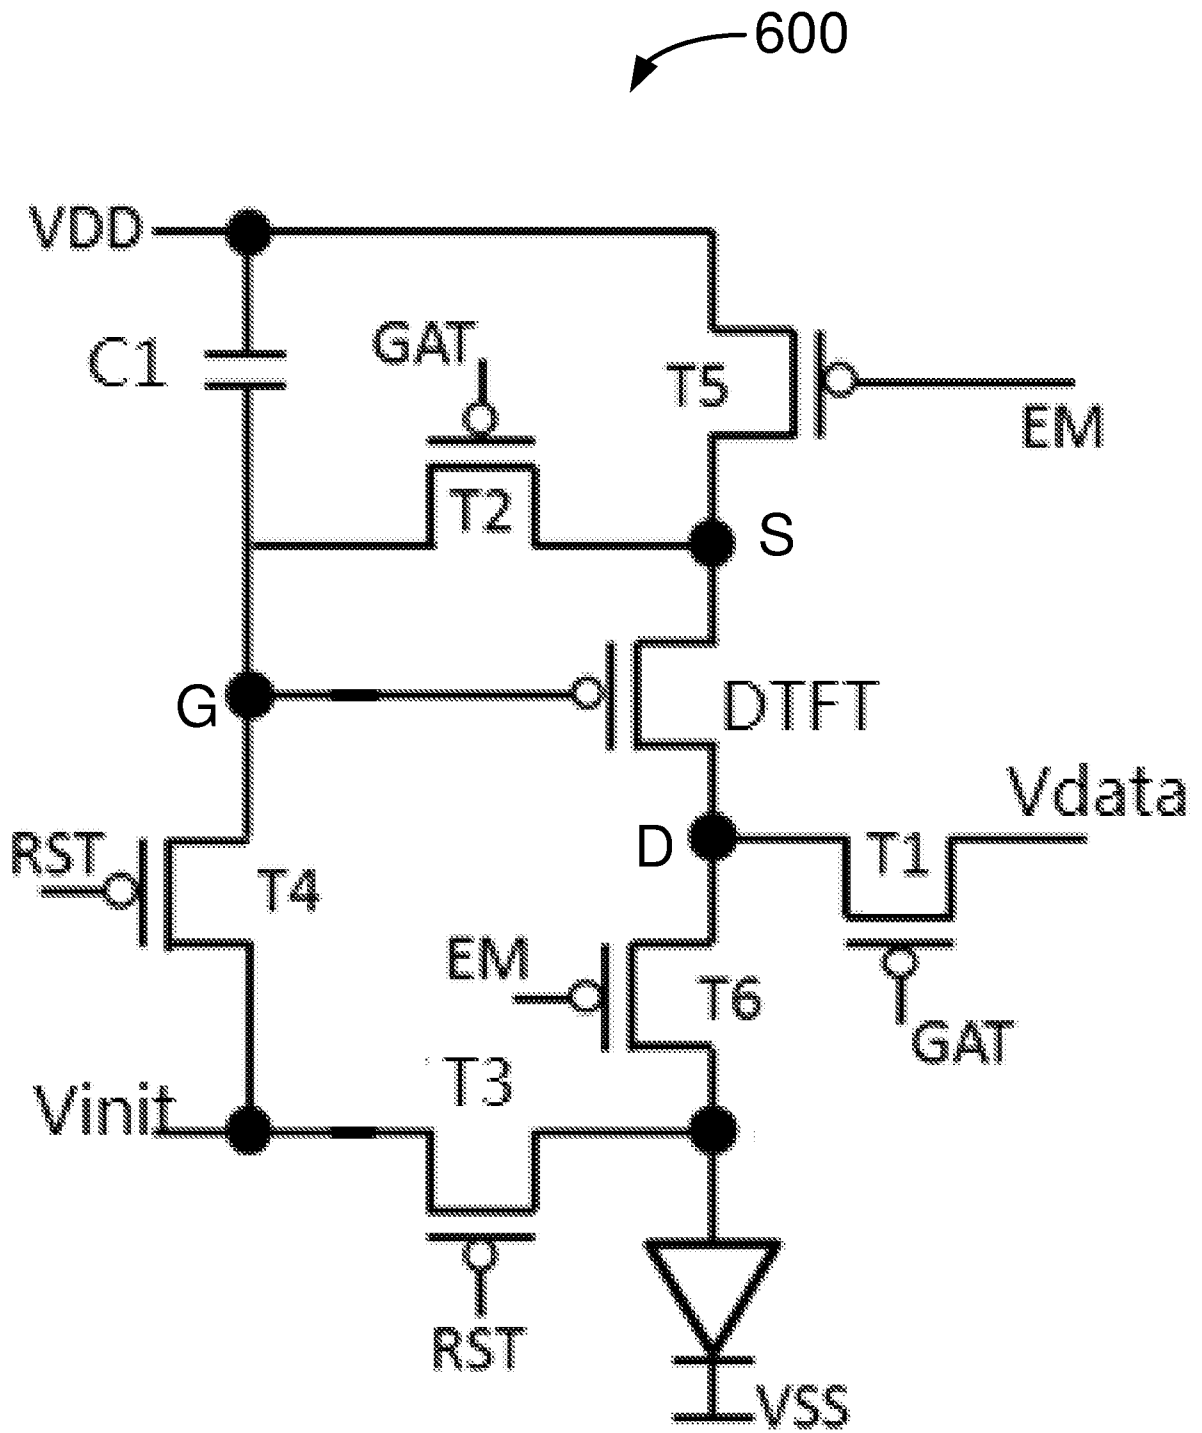 600
VDD
C1
GAT
T5
EM
T2
S
G
DTFT
Vdata
RST
D
T1
T4
EM
T6
GAT
T3
Vinit
RST
VSS